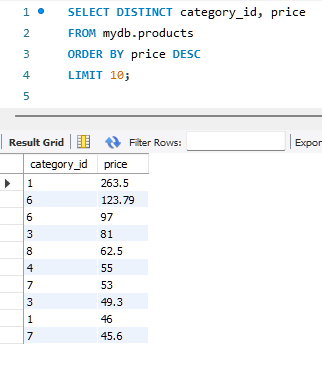 1 SELECT DISTINCT category_id, price
2 FROM mydb.products
3 ORDER BY price DESC
4 LIMIT 10;
5
Result Grid Filter Rows: Expor
category_id price
1 263.5
6 123.79
6 97
3 81
8 62.5
4 55
7 53
3 49.3
1 46
7 45.6